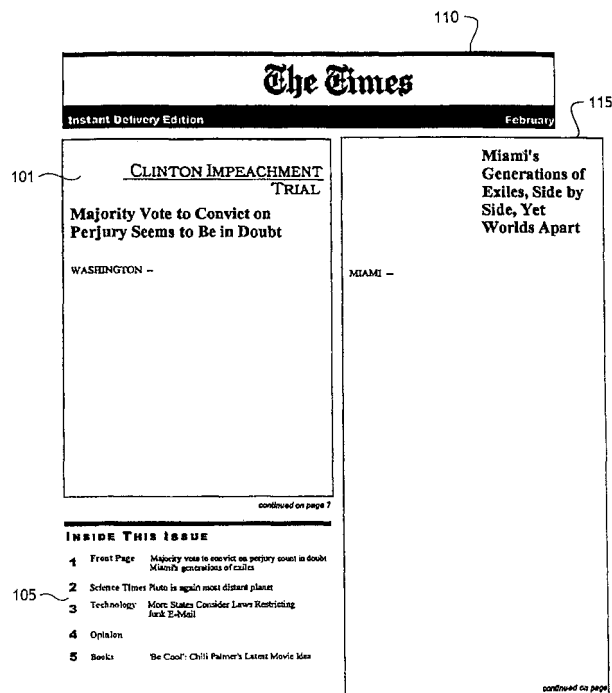 110
The Times
Instant Delivery Edition February
115
101
CLINTON IMPEACHMENT
TRIAL
Majority Vote to Convict on
Perjury Seems to Be in Doubt
WASHINGTON –
continued on page 7
Miami's
Generations of
Exiles, Side by
Side, Yet
Worlds Apart
MIAMI –
continued on page
INSIDE THIS ISSUE
1 Front Page Majority vote to convict on perjury count in doubt
Miami's generations of exiles
2 Science Times Pluto is again most distant planet
105
3 Technology More States Consider Laws Restricting
Junk E-Mail
4 Opinion
5 Books 'Be Cool': Chili Palmer's Latest Movie Idea